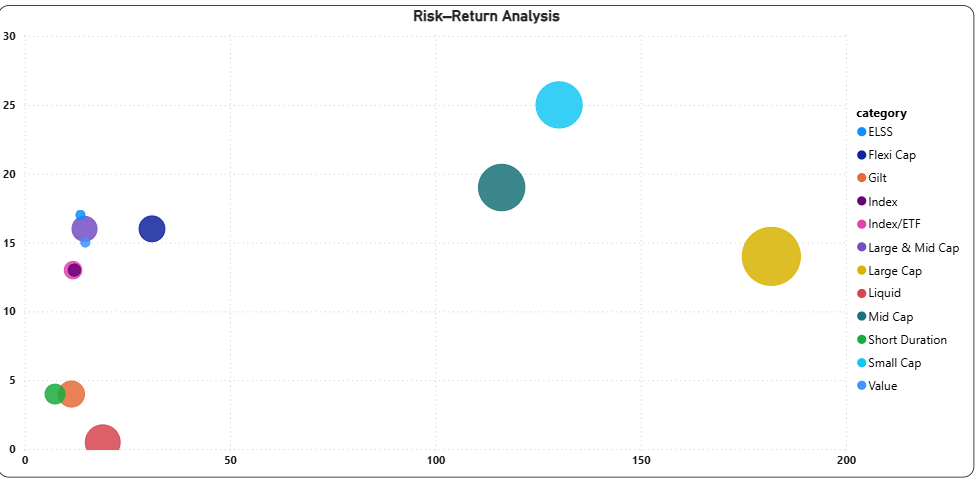 Risk—Return Analysis
30
25
20
15
10
5
0
0 50 100 150 200
category
ELSS
Flexi Cap
Gilt
Index
Index/ETF
Large & Mid Cap
Large Cap
Liquid
Mid Cap
Short Duration
Small Cap
Value